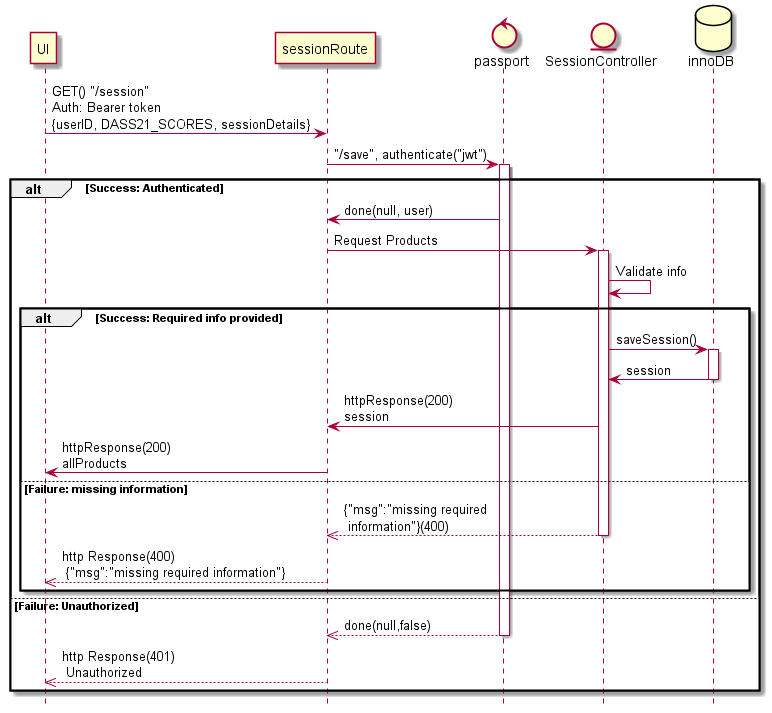 UI
sessionRoute
passport
SessionController
innoDB
GET() "/session"
Auth: Bearer token
{userID, DASS21_SCORES, sessionDetails}
"/save", authenticate("jwt")
alt
[Success: Authenticated]
done(null, user)
Request Products
Validate info
alt
[Success: Required info provided]
saveSession()
session
httpResponse(200)
session
httpResponse(200)
allProducts
[Failure: missing information]
{"msg":"missing required
information"}(400)
http Response(400)
{"msg":"missing required information"}
[Failure: Unauthorized]
done(null,false)
http Response(401)
Unauthorized